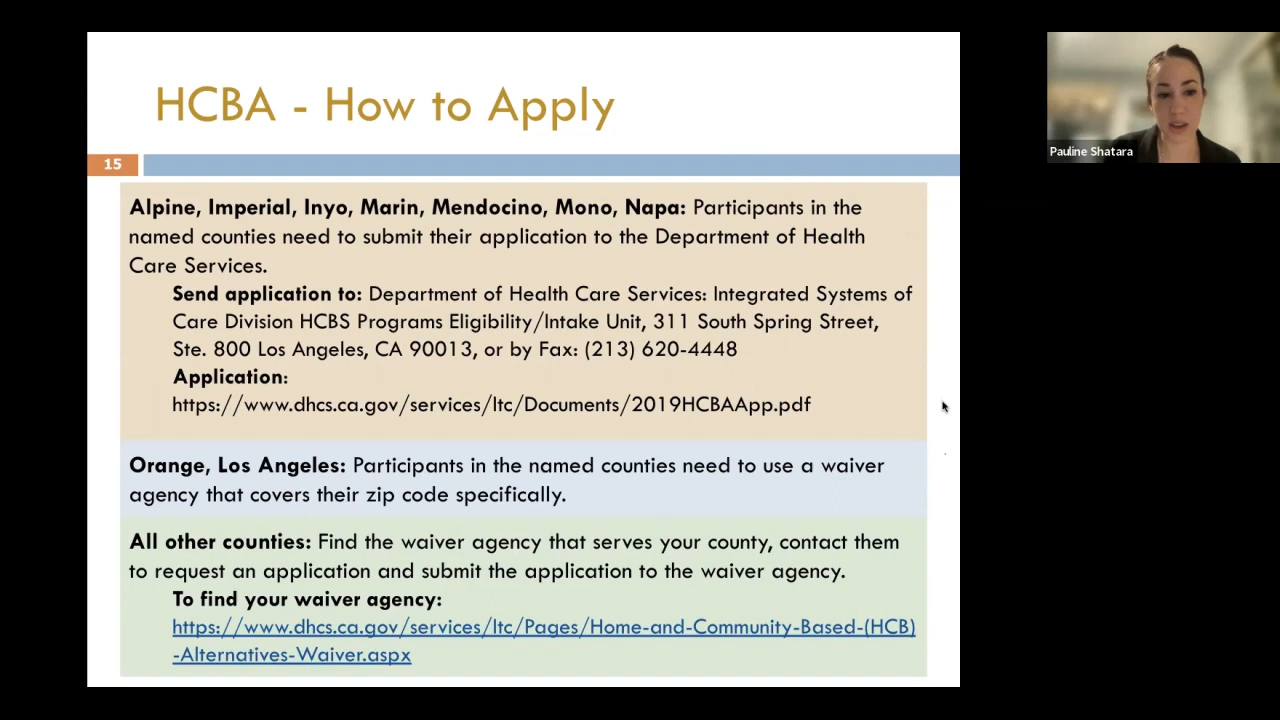 HCBA - How to Apply
15
Alpine, Imperial, Inyo, Marin, Mendocino, Mono, Napa: Participants in the
named counties need to submit their application to the Department of Health
Care Services.
Send application to: Department of Health Care Services: Integrated Systems of
Care Division HCBS Programs Eligibility/Intake Unit, 311 South Spring Street,
Ste. 800 Los Angeles, CA 90013, or by Fax: (213) 620-4448
Application:
https://www.dhcs.ca.gov/services/ltc/Documents/2019HCBAApp.pdf
Orange, Los Angeles: Participants in the named counties need to use a waiver
agency that covers their zip code specifically.
All other counties: Find the waiver agency that serves your county, contact them
to request an application and submit the application to the waiver agency.
To find your waiver agency:
https://www.dhcs.ca.gov/services/ltc/Pages/Home-and-Community-Based-(HCB)
-Alternatives-Waiver.aspx
Pauline Shatara